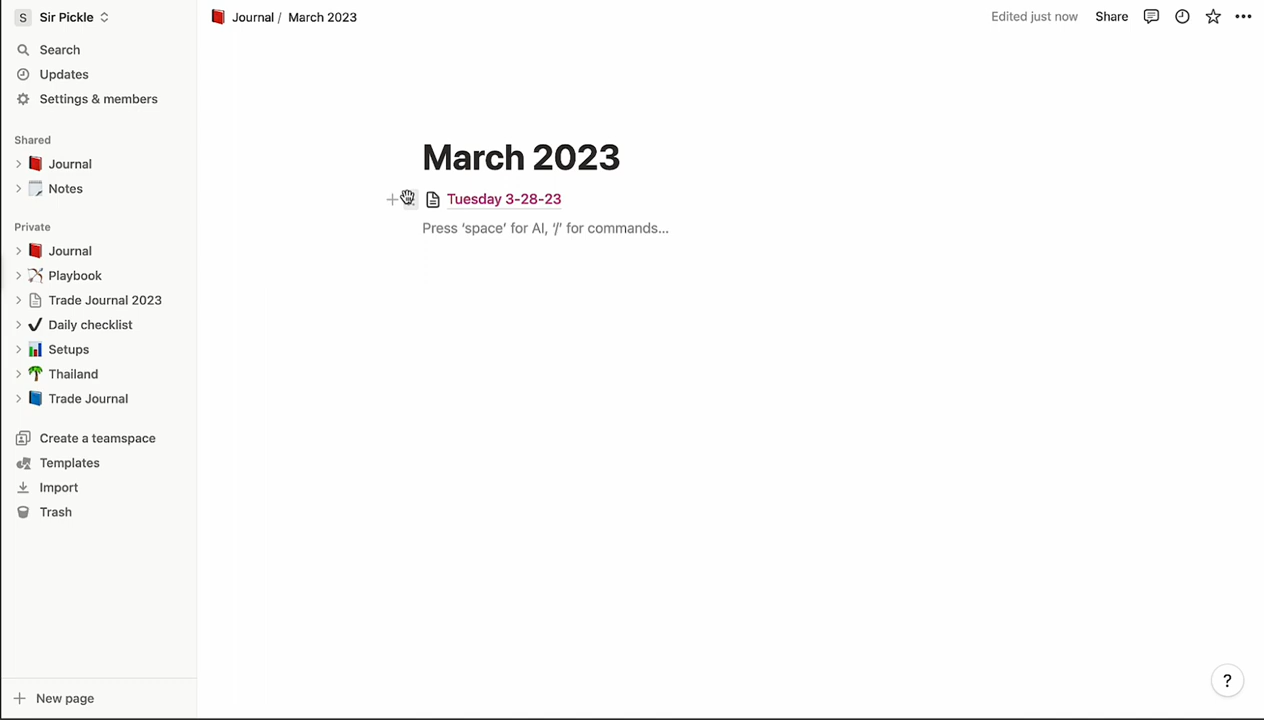 S Sir Pickle
Search
Updates
Settings & members
Shared
Journal
Notes
Private
Journal
Playbook
Trade Journal 2023
Daily checklist
Setups
Thailand
Trade Journal
Create a teamspace
Templates
Import
Trash
New page
Journal / March 2023
Edited just now Share
March 2023
Tuesday 3-28-23
Press ‘space’ for AI, ‘/’ for commands...
?